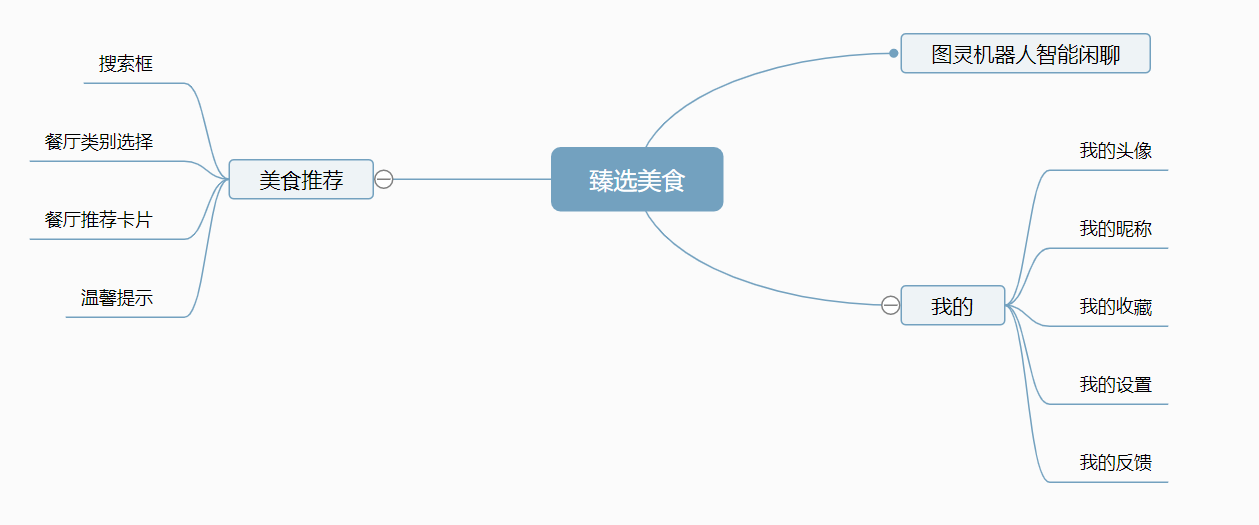 臻选美食
图灵机器人智能闲聊
我的
我的头像
我的昵称
我的收藏
我的设置
我的反馈
美食推荐
搜索框
餐厅类别选择
餐厅推荐卡片
温馨提示